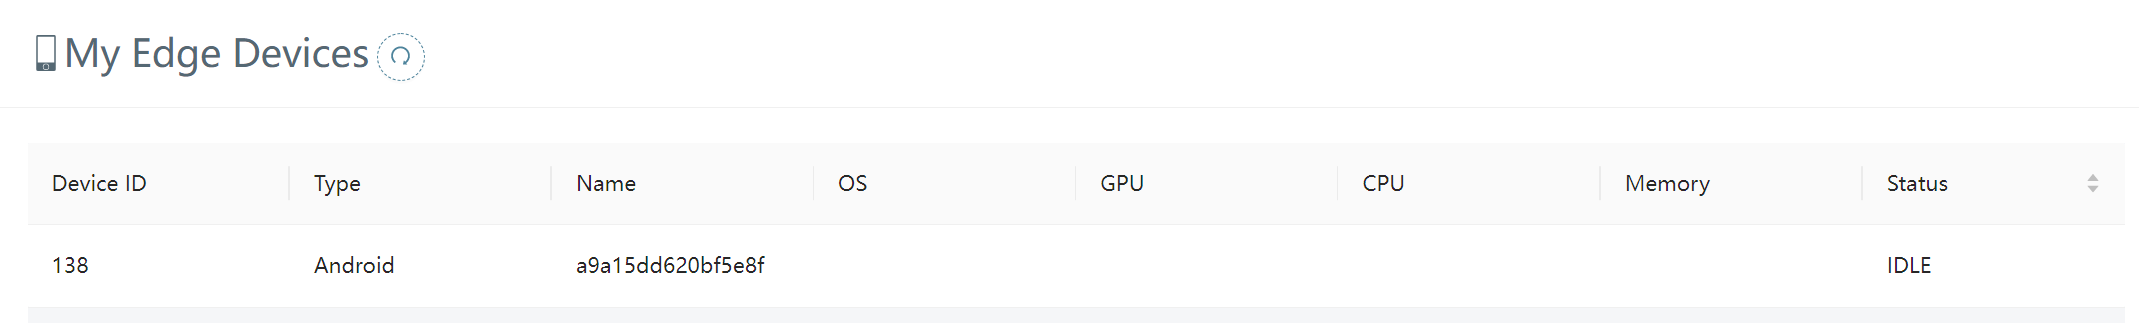 My Edge Devices
Device ID Type Name OS GPU CPU Memory Status
138 Android a9a15dd620bf5e8f IDLE